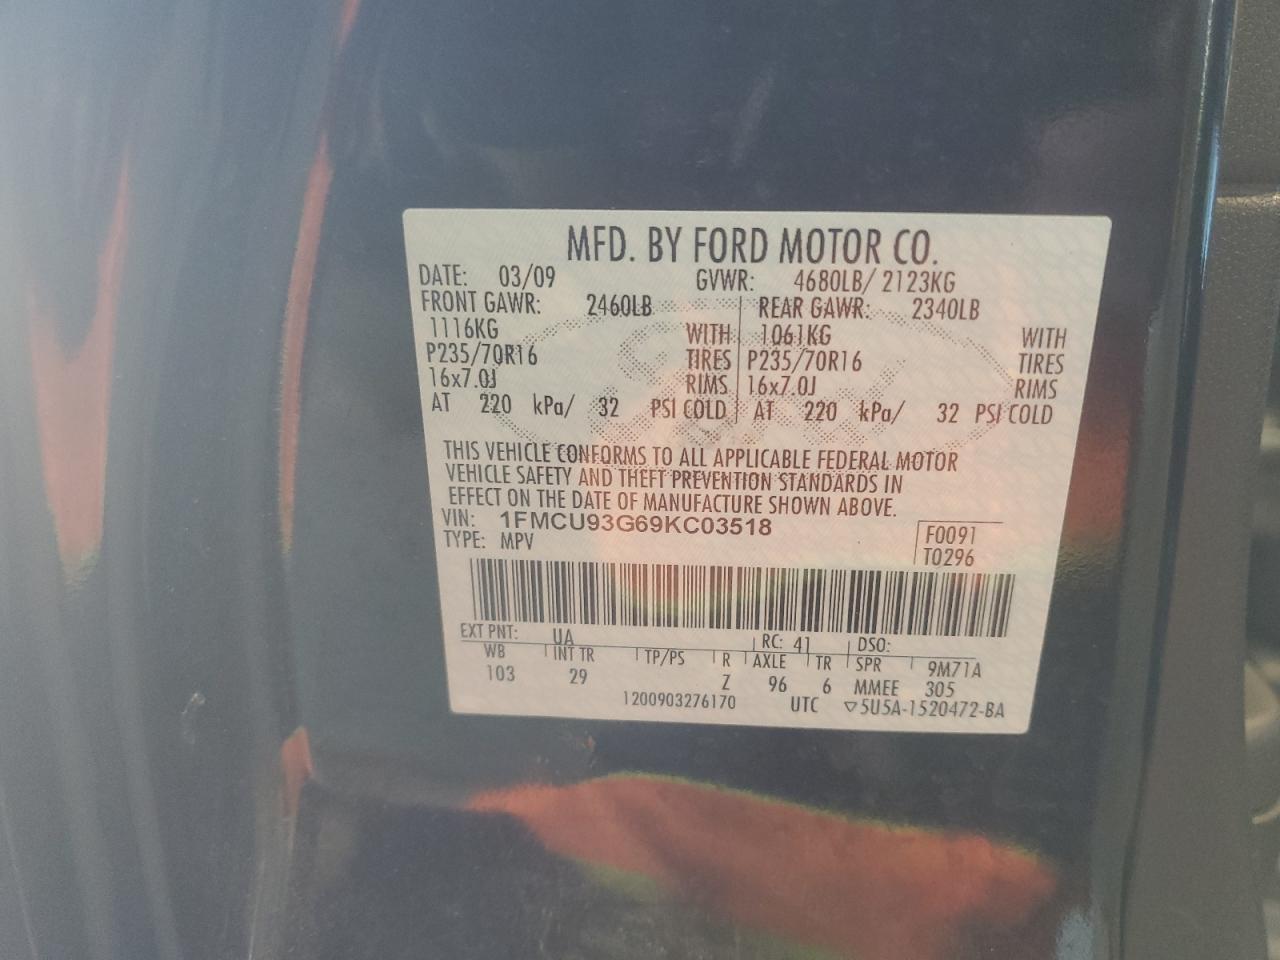 MFD. BY FORD MOTOR CO.
DATE: 03/09 GVWR: 4680LB/ 2123KG
FRONT GAWR: 2460LB REAR GAWR: 2340LB
1116KG WITH 1061KG WITH
P235/70R16 TIRES P235/70R16 TIRES
16x7.0J RIMS 16x7.0J RIMS
AT 220 kPa/ 32 PSI COLD AT 220 kPa/ 32 PSI COLD
THIS VEHICLE CONFORMS TO ALL APPLICABLE FEDERAL MOTOR
VEHICLE SAFETY AND THEFT PREVENTION STANDARDS IN
EFFECT ON THE DATE OF MANUFACTURE SHOWN ABOVE.
VIN: 1FMCU93G69KC03518 F0091
TYPE: MPV T0296
EXT PNT: UA RC: 41 DSO:
WB INT TR TP/PS R AXLE TR SPR 9M71A
103 29 Z 96 6 MMEE 305
1200903276170 UTC ▽5U5A-1520472-BA